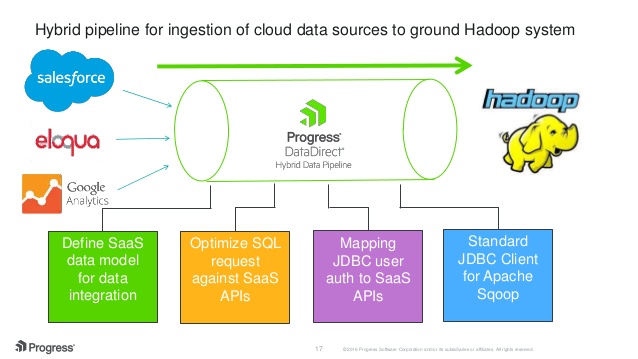 Hybrid pipeline for ingestion of cloud data sources to ground Hadoop system
salesforce
eloqua
Google
Analytics
Progress®
DataDirect®
Hybrid Data Pipeline
hadoop
Define SaaS
data model
for data
integration
Optimize SQL
request
against SaaS
APIs
Mapping
JDBC user
auth to SaaS
APIs
Standard
JDBC Client
for Apache
Sqoop
Progress®
17
©2016 Progress Software Corporation and/or its subsidiaries or affiliates. All rights reserved.